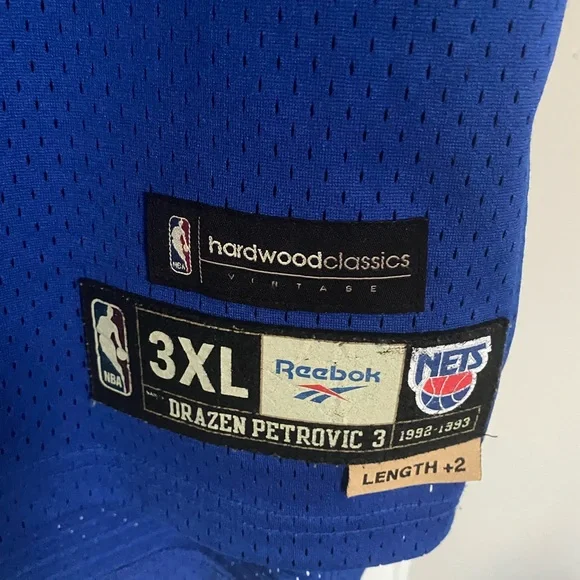 NBA
hardwoodclassics
VINTAGE
NBA
3XL
Reebok
NETS
DRAZEN PETROVIC 3
1992-1993
LENGTH +2